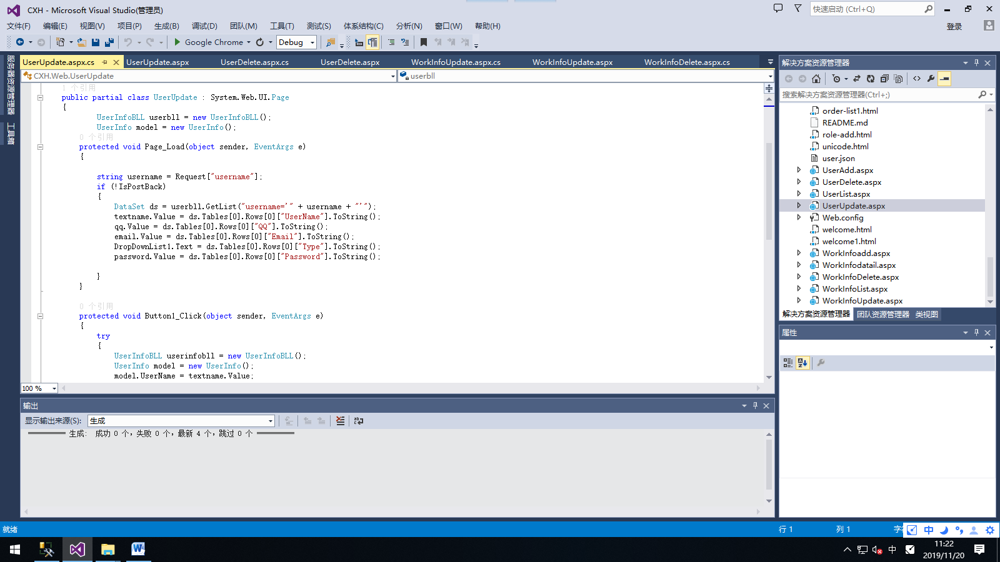 CXH - Microsoft Visual Studio(管理员)
快速启动 (Ctrl+Q)
文件(F) 编辑(E) 视图(V) 项目(P) 生成(B) 调试(D) 团队(M) 工具(T) 测试(S) 体系结构(C) 分析(N) 窗口(W) 帮助(H)
登录
Google Chrome Debug
服务器资源管理器
工具箱
UserUpdate.aspx.cs UserUpdate.aspx UserDelete.aspx.cs UserDelete.aspx WorkInfoUpdate.aspx.cs WorkInfoUpdate.aspx WorkInfoDelete.aspx.cs
CXH.Web.UserUpdate userbll
1 个引用
public partial class UserUpdate : System.Web.UI.Page
{
UserInfoBLL userbll = new UserInfoBLL();
UserInfo model = new UserInfo();
0 个引用
protected void Page_Load(object sender, EventArgs e)
{
string username = Request["username"];
if (!IsPostBack)
{
DataSet ds = userbll.GetList("username='" + username + "'");
textname.Value = ds.Tables[0].Rows[0]["UserName"].ToString();
qq.Value = ds.Tables[0].Rows[0]["QQ"].ToString();
email.Value = ds.Tables[0].Rows[0]["Email"].ToString();
DropDownList1.Text = ds.Tables[0].Rows[0]["Type"].ToString();
password.Value = ds.Tables[0].Rows[0]["Password"].ToString();
}
}
0 个引用
protected void Button1_Click(object sender, EventArgs e)
{
try
{
UserInfoBLL userinfobll = new UserInfoBLL();
UserInfo model = new UserInfo();
model.UserName = textname.Value;
100 %
输出
显示输出来源(S): 生成
========== 生成: 成功 0 个，失败 0 个，最新 4 个，跳过 0 个 ==========
解决方案资源管理器
搜索解决方案资源管理器(Ctrl+;)
order-list1.html
README.md
role-add.html
unicode.html
user.json
UserAdd.aspx
UserDelete.aspx
UserList.aspx
UserUpdate.aspx
Web.config
welcome.html
welcome1.html
WorkInfoadd.aspx
WorkInfodatail.aspx
WorkInfoDelete.aspx
WorkInfoList.aspx
WorkInfoUpdate.aspx
解决方案资源管理器 团队资源管理器 类视图
属性
就绪 行 1 列 1
中
中
11:22
2019/11/20